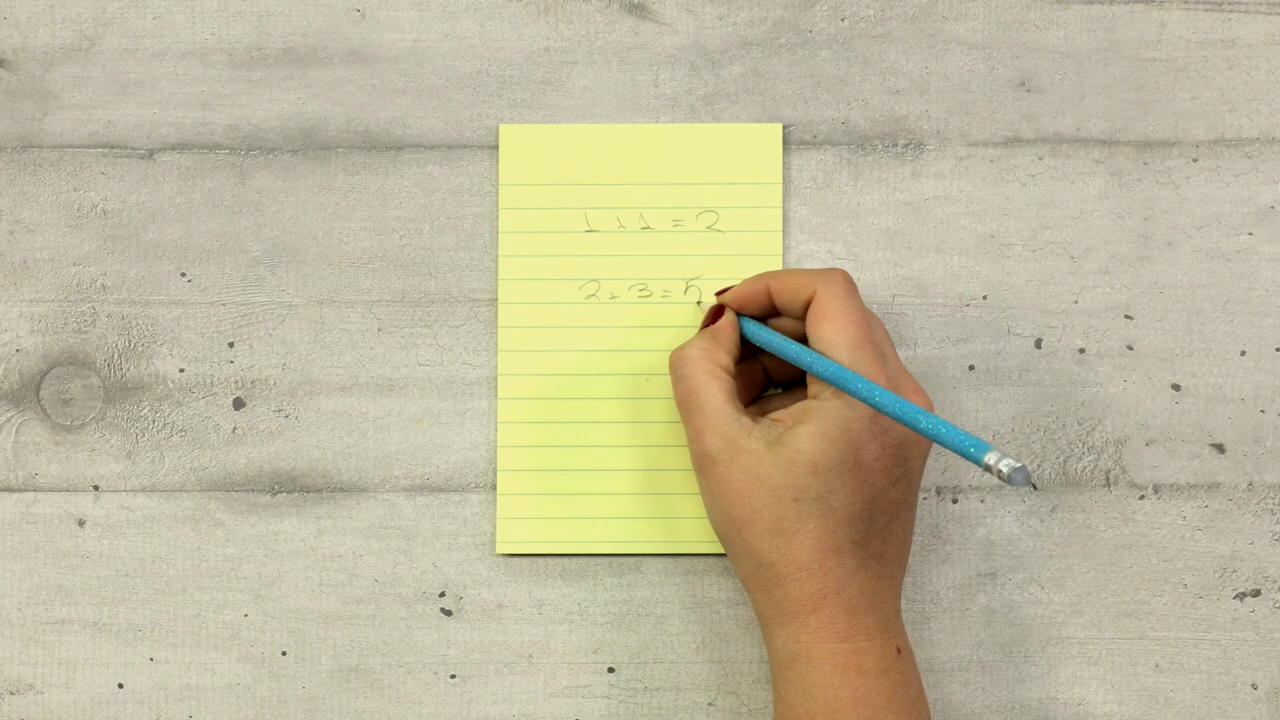 1 + 1 = 2
2 + 3 = 5